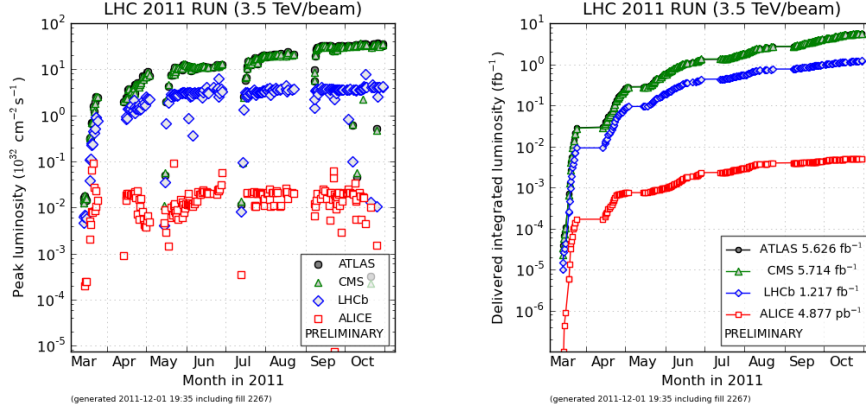 LHC 2011 RUN (3.5 TeV/beam)
Peak luminosity (10³² cm⁻² s⁻¹)
10²
10¹
10⁰
10⁻¹
10⁻²
10⁻³
10⁻⁴
10⁻⁵
ATLAS
CMS
LHCb
ALICE
PRELIMINARY
Mar Apr May Jun Jul Aug Sep Oct
Month in 2011
(generated 2011-12-01 19:35 including fill 2267)
LHC 2011 RUN (3.5 TeV/beam)
Delivered integrated luminosity (fb⁻¹)
10¹
10⁰
10⁻¹
10⁻²
10⁻³
10⁻⁴
10⁻⁵
10⁻⁶
ATLAS 5.626 fb⁻¹
CMS 5.714 fb⁻¹
LHCb 1.217 fb⁻¹
ALICE 4.877 pb⁻¹
PRELIMINARY
Mar Apr May Jun Jul Aug Sep Oct
Month in 2011
(generated 2011-12-01 19:35 including fill 2267)